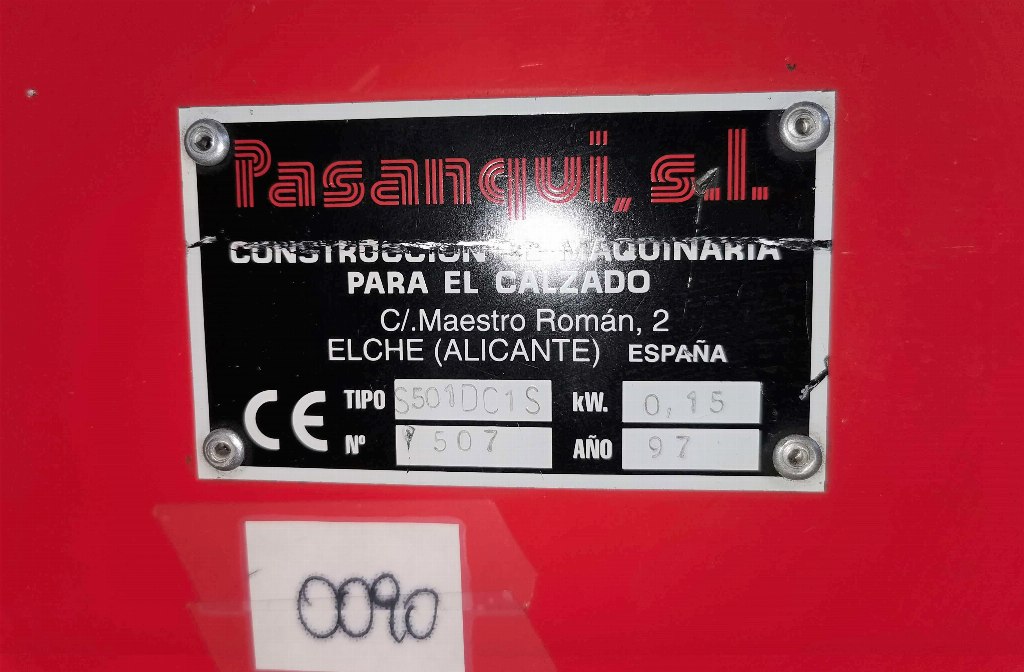 Pasanqui, s.l.
CONSTRUCCION DE MAQUINARIA
PARA EL CALZADO
C/.Maestro Román, 2
ELCHE (ALICANTE) ESPAÑA
CE TIPO S501DC1S kW. 0,15
Nº 507 AÑO 97
0090